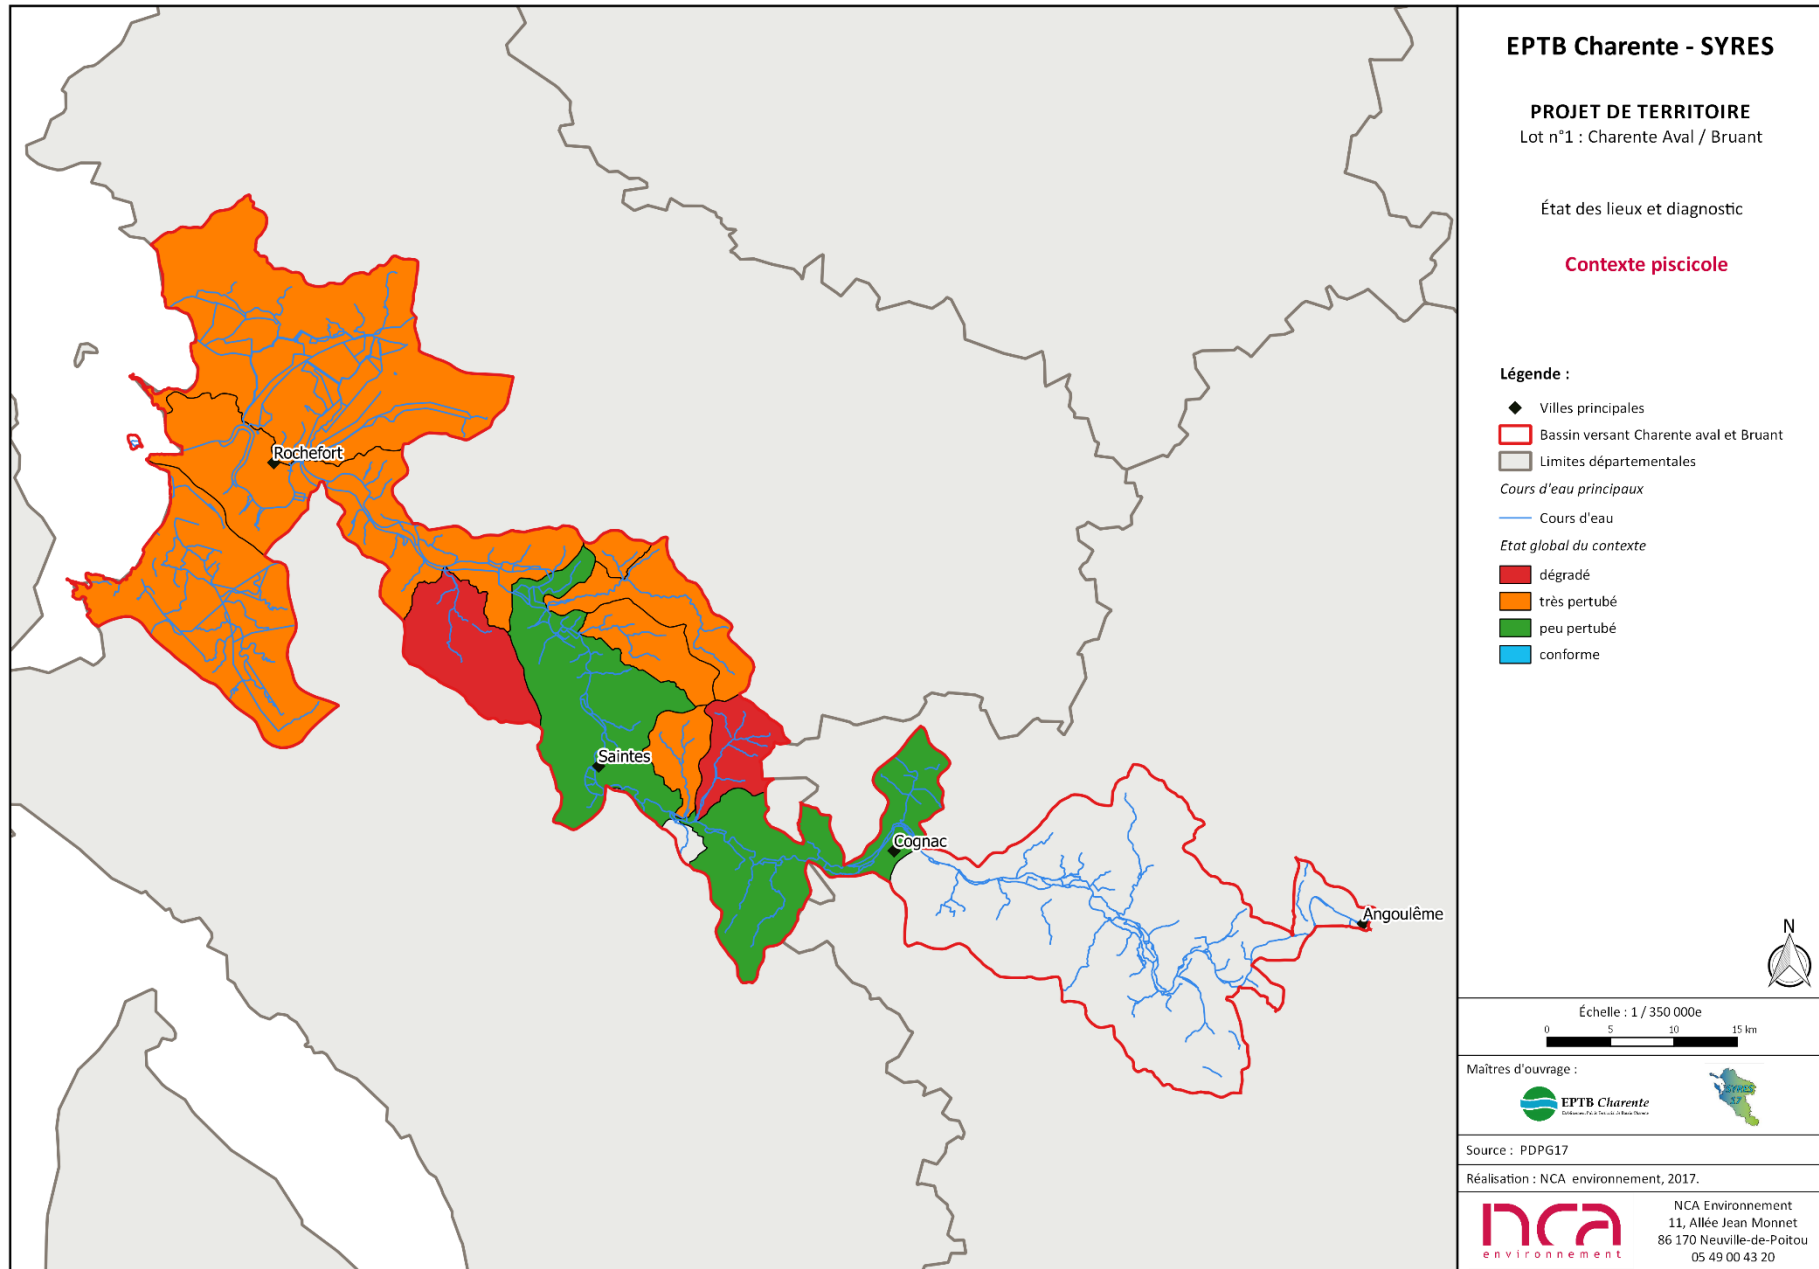 EPTB Charente - SYRES
PROJET DE TERRITOIRE
Lot n°1 : Charente Aval / Bruant
État des lieux et diagnostic
Contexte piscicole
Légende :
Villes principales
Bassin versant Charente aval et Bruant
Limites départementales
Cours d'eau principaux
Cours d'eau
Etat global du contexte
dégradé
très pertubé
peu pertubé
conforme
Rochefort
Saintes
Cognac
Angoulême
N
Échelle : 1 / 350 000e
0 5 10 15 km
Maîtres d'ouvrage :
EPTB Charente
Source : PDPG17
Réalisation : NCA environnement, 2017.
nca
environnement
NCA Environnement
11, Allée Jean Monnet
86 170 Neuville-de-Poitou
05 49 00 43 20